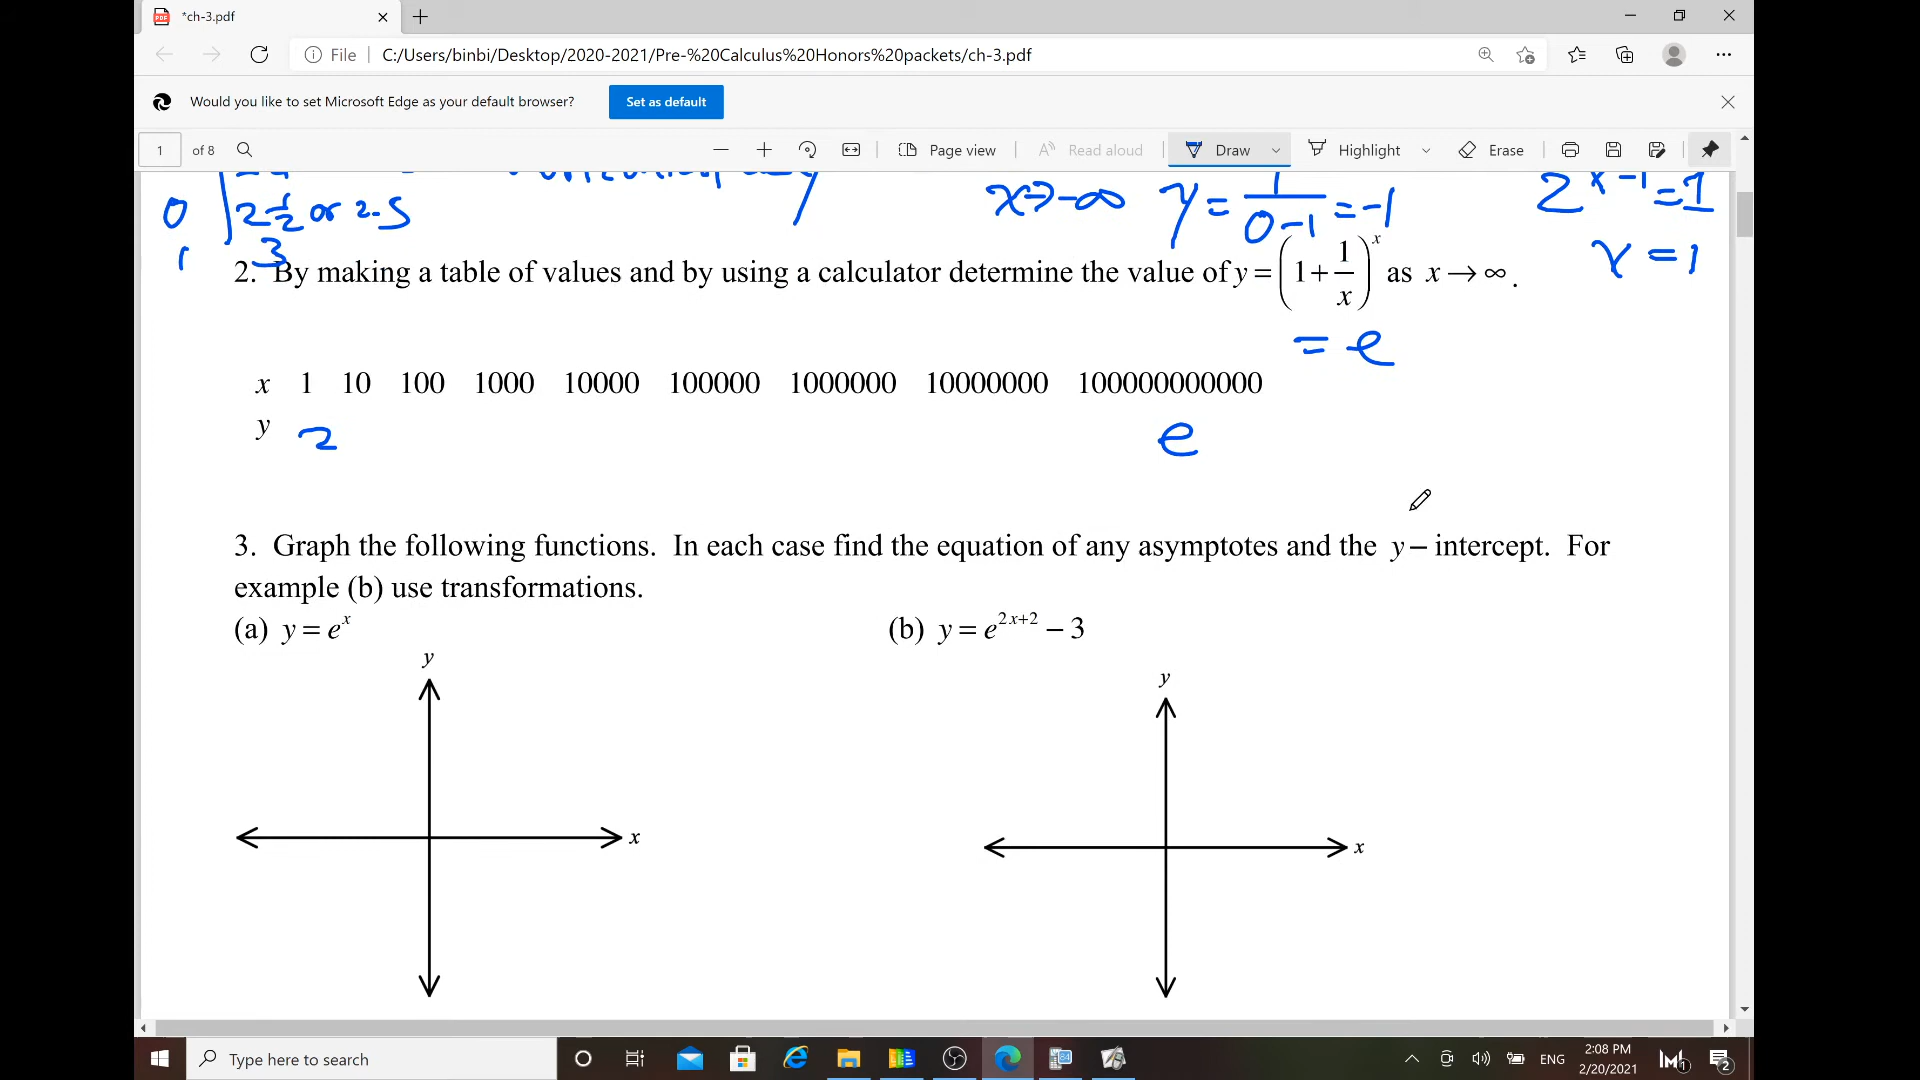 *ch-3.pdf
File
C:/Users/binbi/Desktop/2020-2021/Pre-%20Calculus%20Honors%20packets/ch-3.pdf
Would you like to set Microsoft Edge as your default browser?
Set as default
1 of 8
Page view
Read aloud
Draw
Highlight
Erase
0 2 1/2 or 2.5
1 3
x→-∞ y = 1/(0-1) = -1
2^(x-1) = 1
x = 1
2. By making a table of values and by using a calculator determine the value of y = (1 + 1/x)^x as x → ∞ .
= e
x 1 10 100 1000 10000 100000 1000000 10000000 100000000000
y 2 e
3. Graph the following functions. In each case find the equation of any asymptotes and the y – intercept. For
example (b) use transformations.
(a) y = e^x
(b) y = e^(2x+2) − 3
y
x
y
x
Type here to search
ENG
2:08 PM
2/20/2021